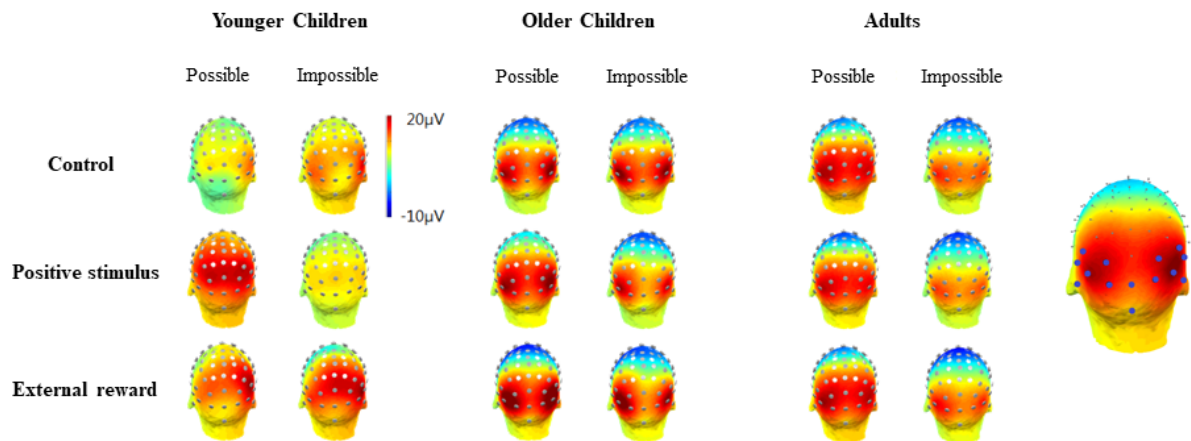 Younger Children Older Children Adults
Possible Impossible Possible Impossible Possible Impossible
20μV
Control
-10μV
Positive stimulus
External reward